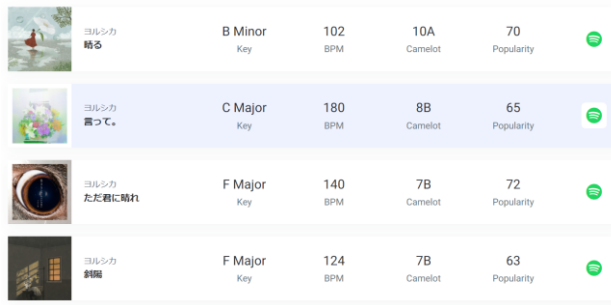 ヨルシカ
晴る
B Minor
Key
102
BPM
10A
Camelot
70
Popularity
ヨルシカ
言って。
C Major
Key
180
BPM
8B
Camelot
65
Popularity
ヨルシカ
ただ君に晴れ
F Major
Key
140
BPM
7B
Camelot
72
Popularity
ヨルシカ
斜陽
F Major
Key
124
BPM
7B
Camelot
63
Popularity